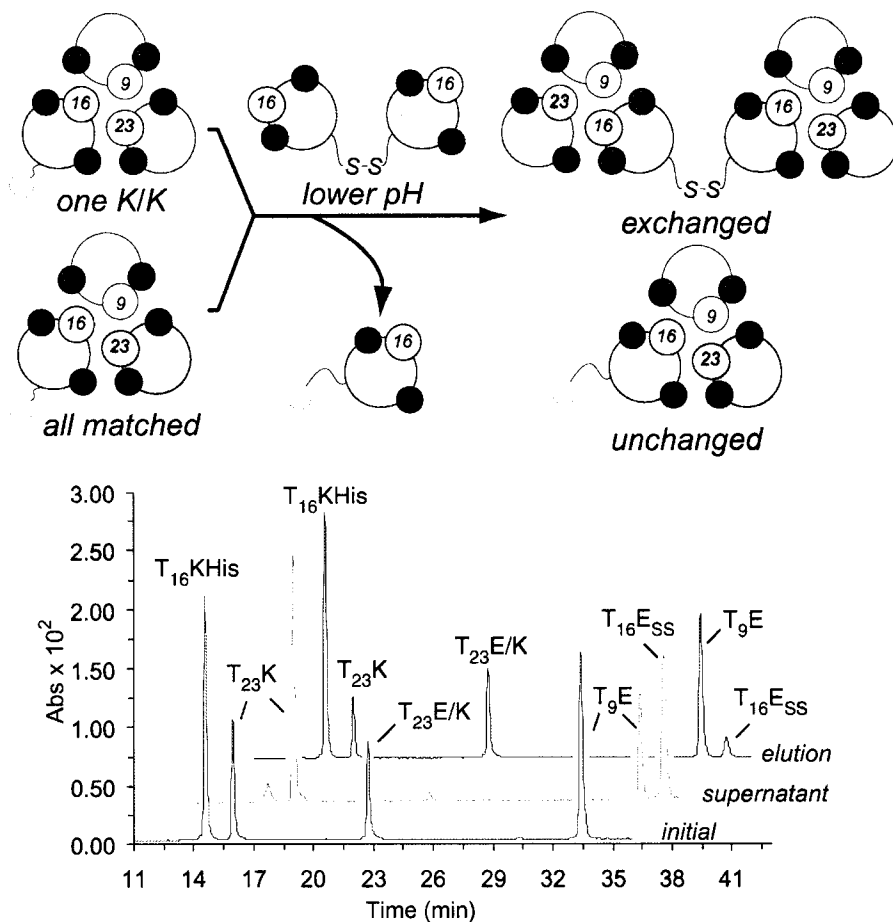 9
16
23
one K/K
16
16
S-S
lower pH
9
23
16
9
16
23
S-S
exchanged
9
16
23
all matched
16
9
16
23
unchanged
3.00
2.50
2.00
1.50
1.00
0.50
0.00
Abs x 10²
T₁₆KHis
T₁₆KHis
T₂₃K
T₂₃K
T₂₃E/K
T₂₃E/K
T₁₆E_SS
T₉E
T₉E
T₁₆E_SS
elution
supernatant
initial
11 14 17 20 23 26 29 32 35 38 41
Time (min)